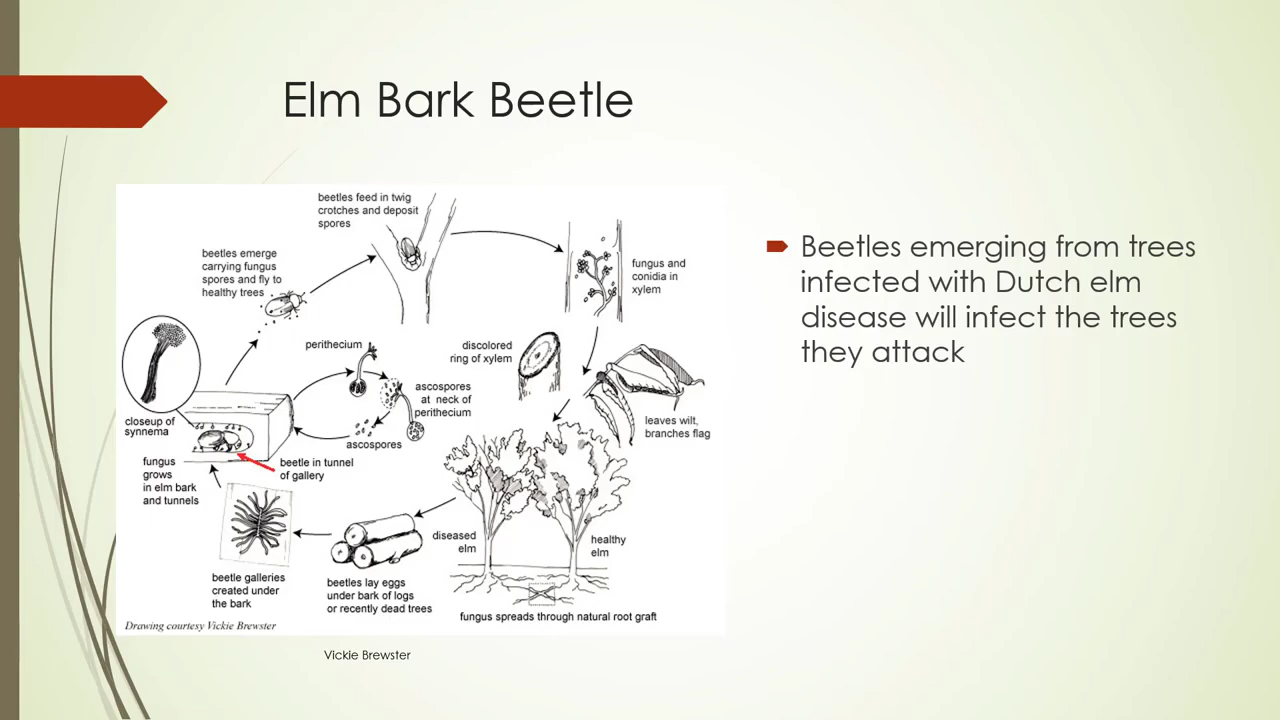 Elm Bark Beetle
beetles feed in twig
crotches and deposit
spores
beetles emerge
carrying fungus
spores and fly to
healthy trees
fungus and
conidia in
xylem
perithecium
discolored
ring of xylem
ascospores
at neck of
perithecium
ascospores
closeup of
synnema
leaves wilt,
branches flag
fungus
grows
in elm bark
and tunnels
beetle in tunnel
of gallery
diseased
elm
healthy
elm
beetle galleries
created under
the bark
beetles lay eggs
under bark of logs
or recently dead trees
fungus spreads through natural root graft
Drawing courtesy Vickie Brewster
Vickie Brewster
Beetles emerging from trees
infected with Dutch elm
disease will infect the trees
they attack